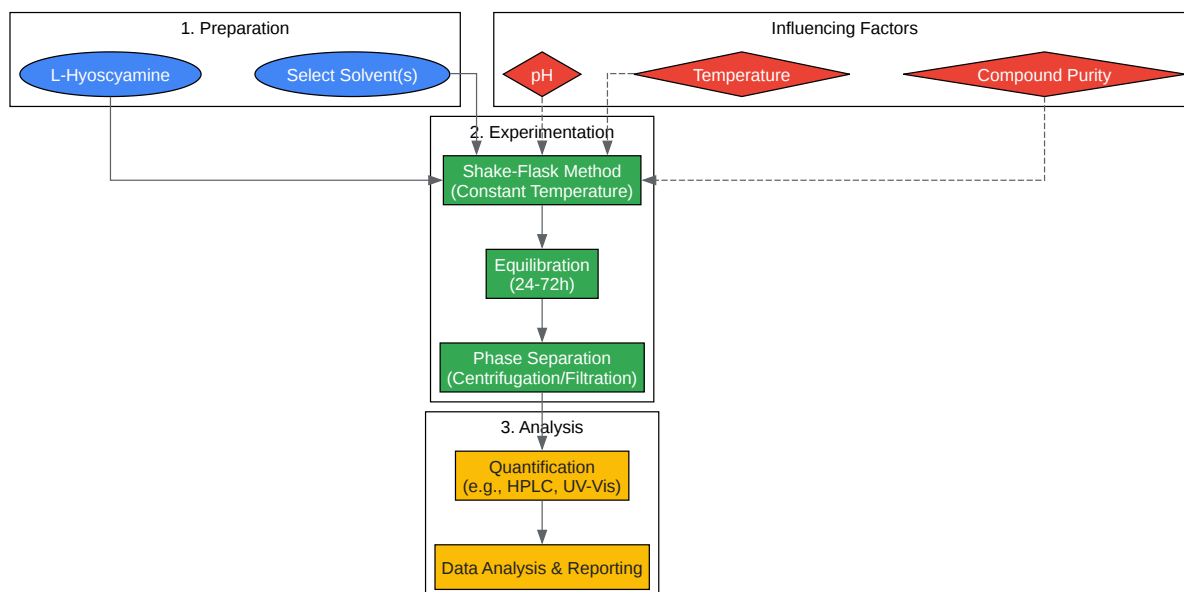 1. Preparation
L-Hyoscyamine
Select Solvent(s)
Influencing Factors
pH
Temperature
Compound Purity
2. Experimentation
Shake-Flask Method
(Constant Temperature)
Equilibration
(24-72h)
Phase Separation
(Centrifugation/Filtration)
3. Analysis
Quantification
(e.g., HPLC, UV-Vis)
Data Analysis & Reporting